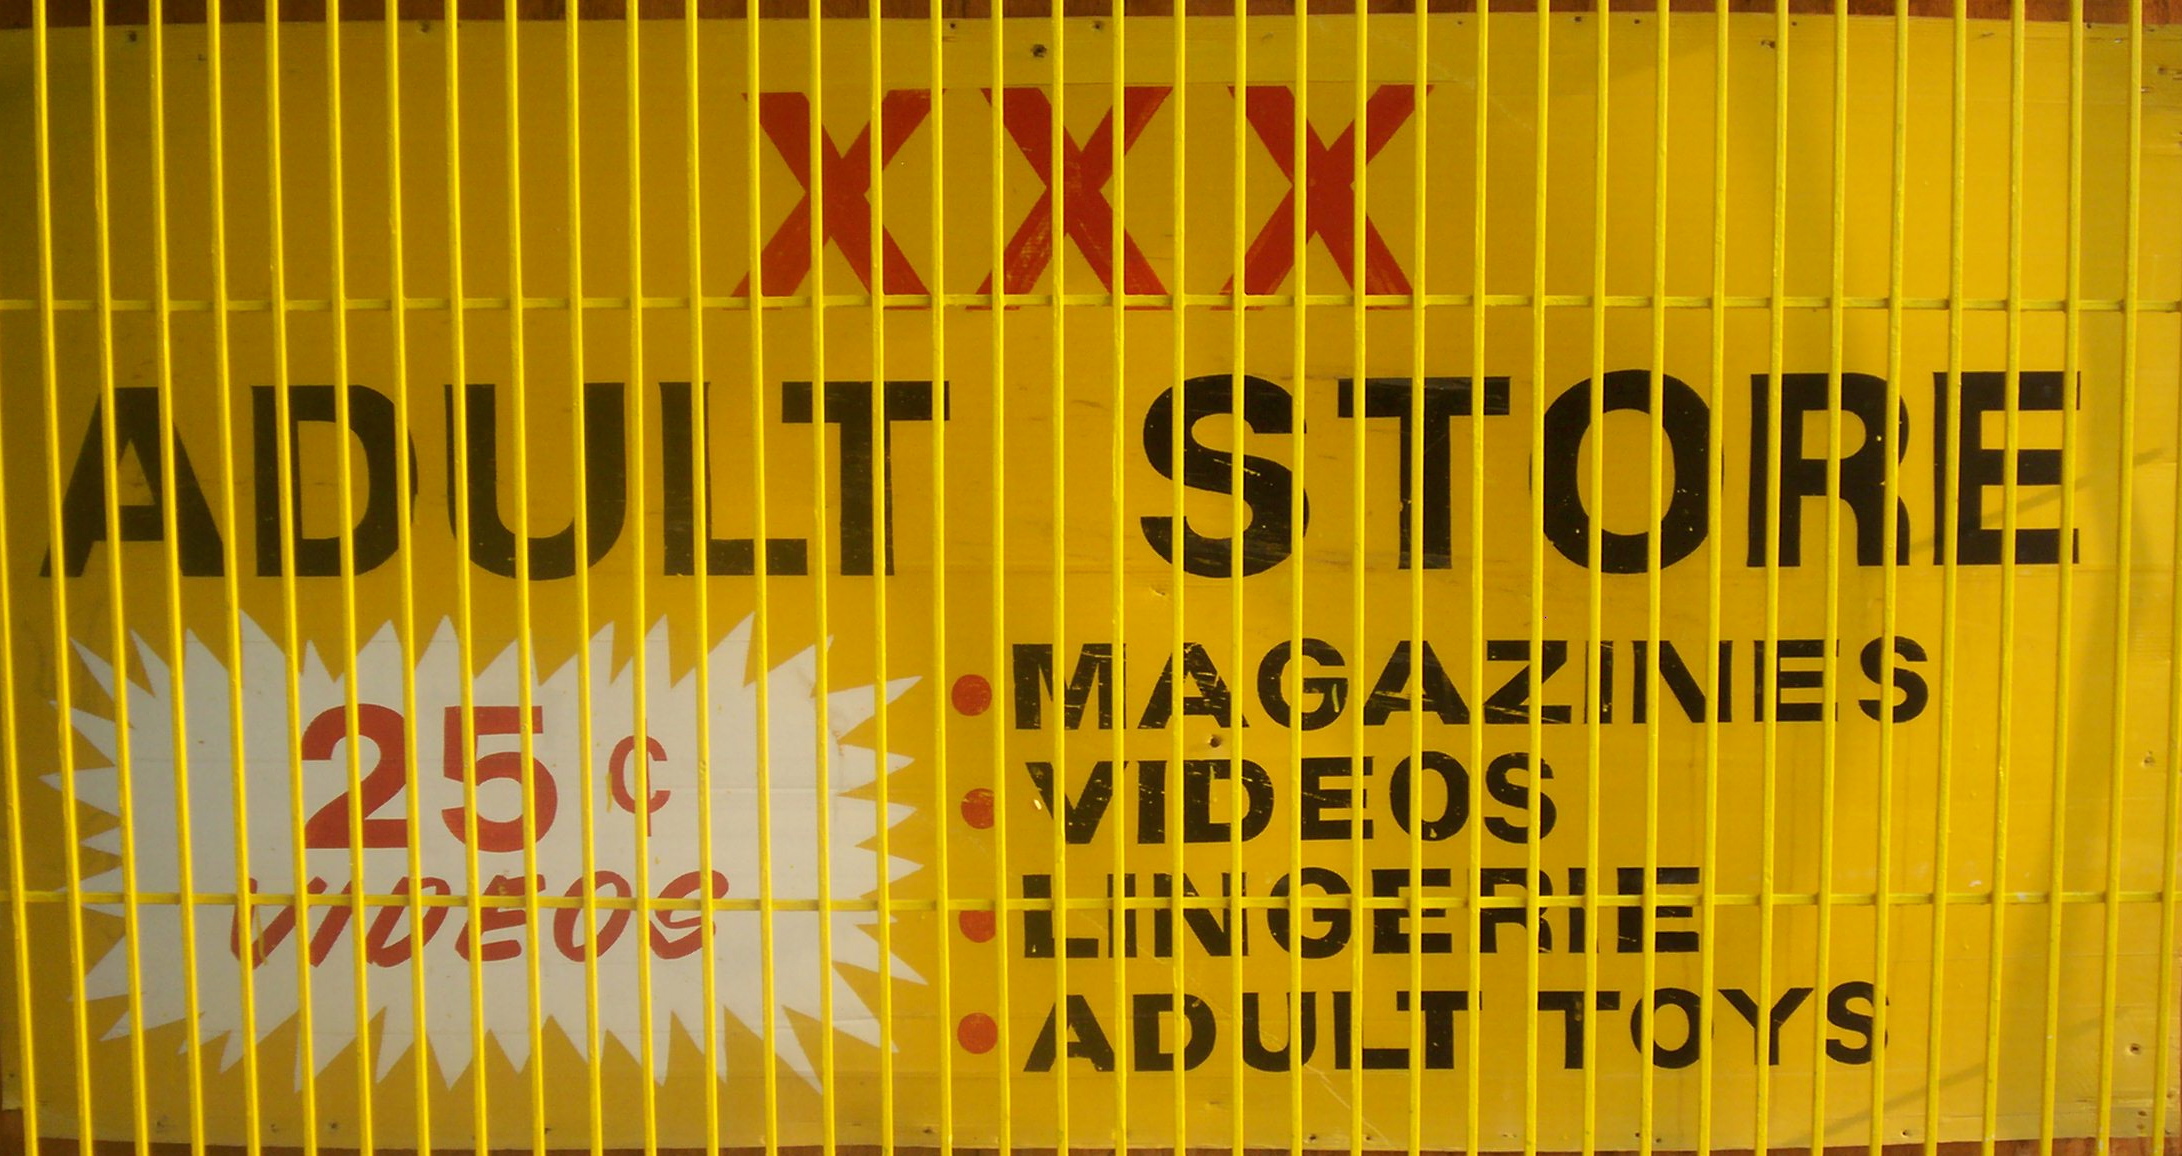 XXX
ADULT STORE
25¢
VIDEOS
• MAGAZINES
• VIDEOS
• LINGERIE
• ADULT TOYS